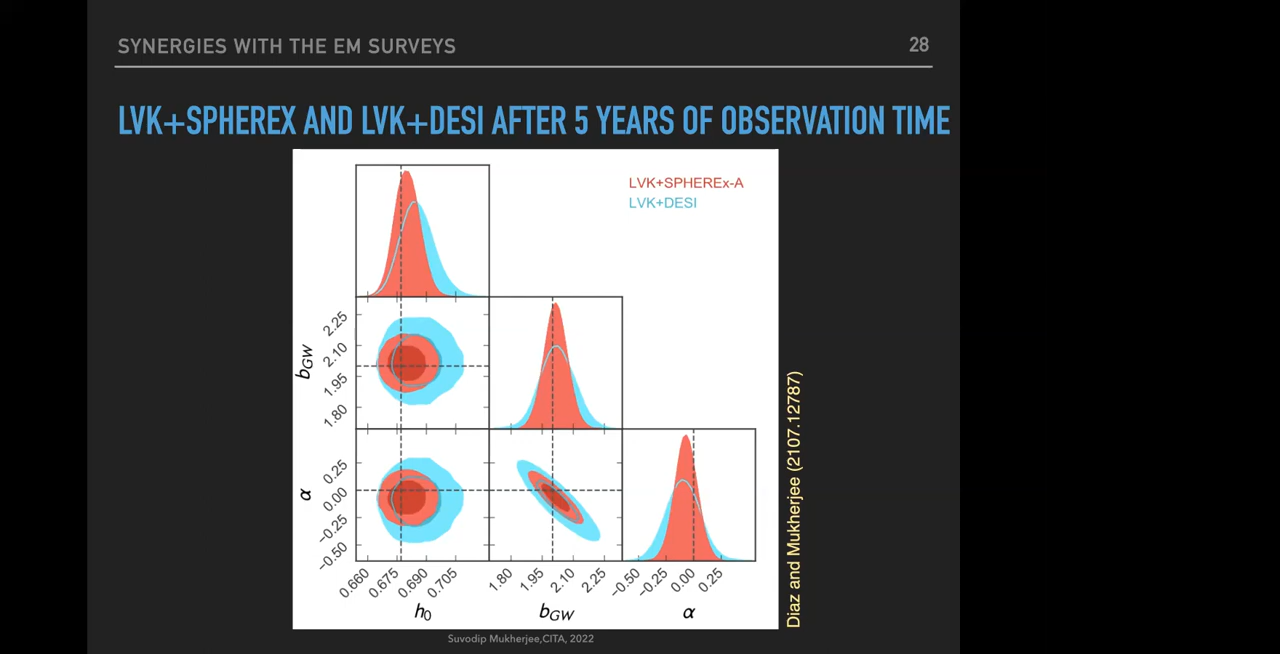 SYNERGIES WITH THE EM SURVEYS
28
LVK+SPHEREX AND LVK+DESI AFTER 5 YEARS OF OBSERVATION TIME
LVK+SPHEREx-A
LVK+DESI
2.25
2.10
1.95
1.80
bGW
0.25
0.00
−0.25
−0.50
α
0.660 0.675 0.690 0.705
1.80 1.95 2.10 2.25
−0.50 −0.25 0.00 0.25
h0
bGW
α
Diaz and Mukherjee (2107.12787)
Suvodip Mukherjee,CITA, 2022